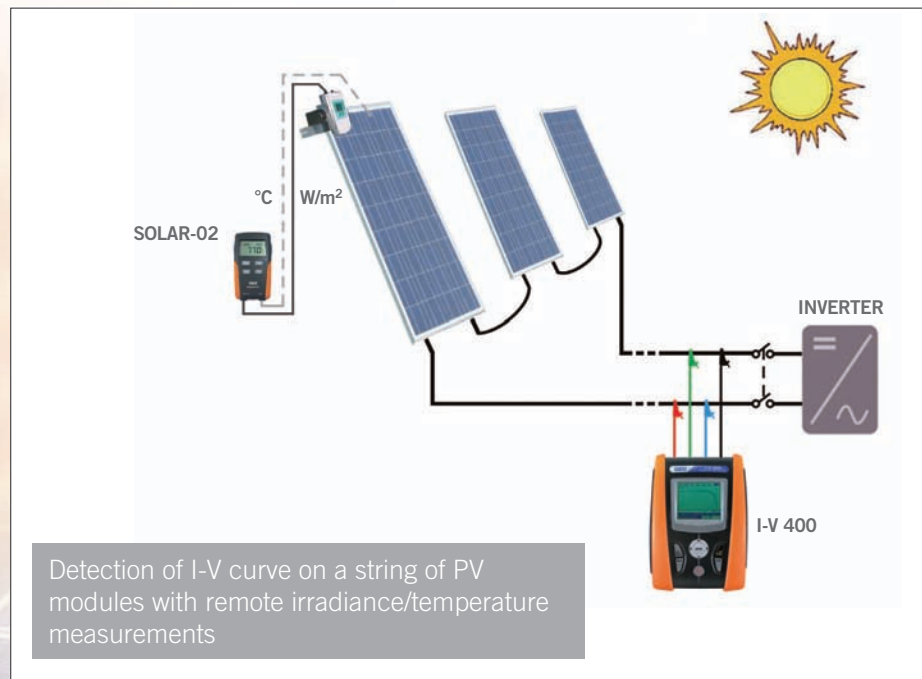 °C
W/m²
SOLAR-02
INVERTER
I-V 400
Detection of I-V curve on a string of PV
modules with remote irradiance/temperature
measurements